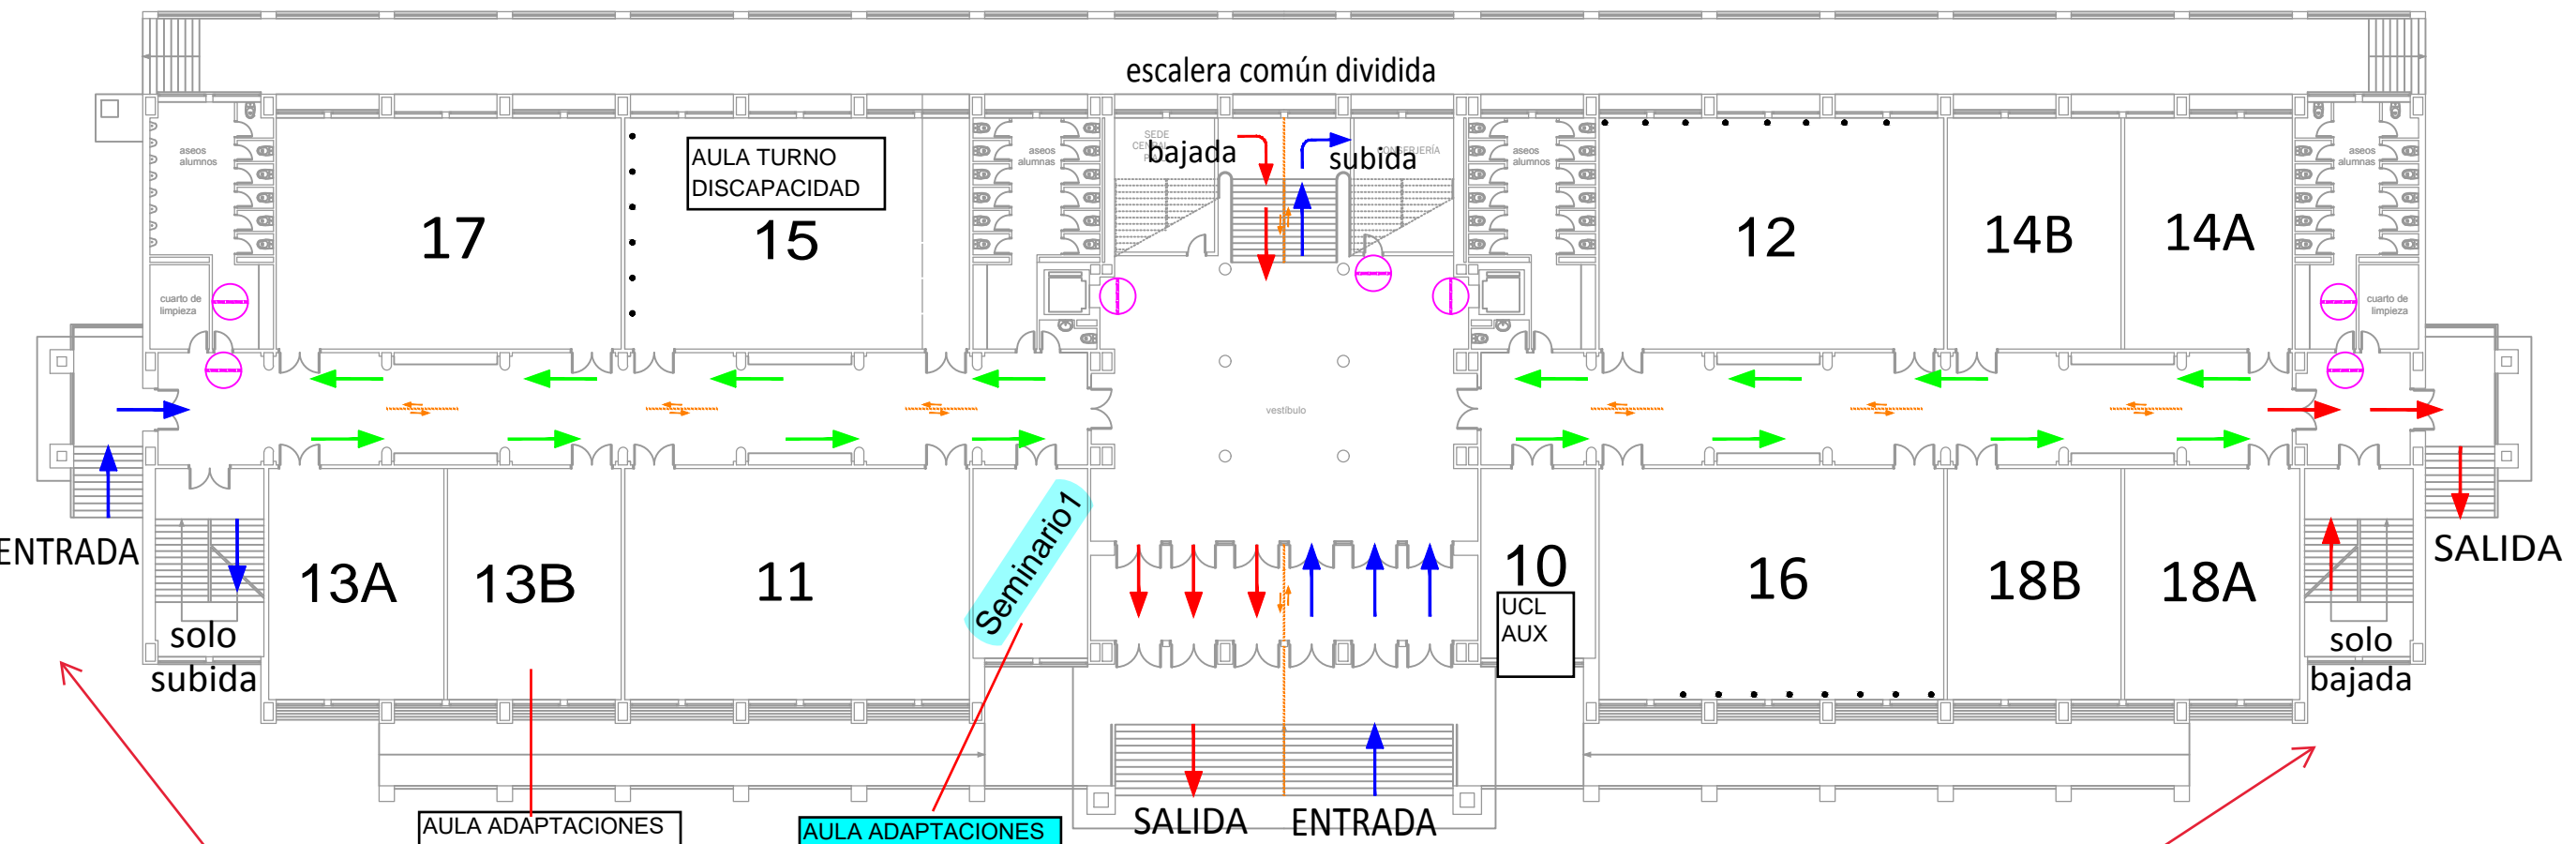 escalera común dividida
aseos
alumnos
AULA TURNO
DISCAPACIDAD
aseos
alumnas
SEDE
bajada
subida
CONSERJERÍA
aseos
alumnos
aseos
alumnas
17
15
12
14B
14A
cuarto de
limpieza
cuarto de
limpieza
vestíbulo
ENTRADA
13A
13B
11
Seminario1
10
UCL
AUX
16
18B
18A
SALIDA
solo
subida
solo
bajada
AULA ADAPTACIONES
AULA ADAPTACIONES
SALIDA
ENTRADA